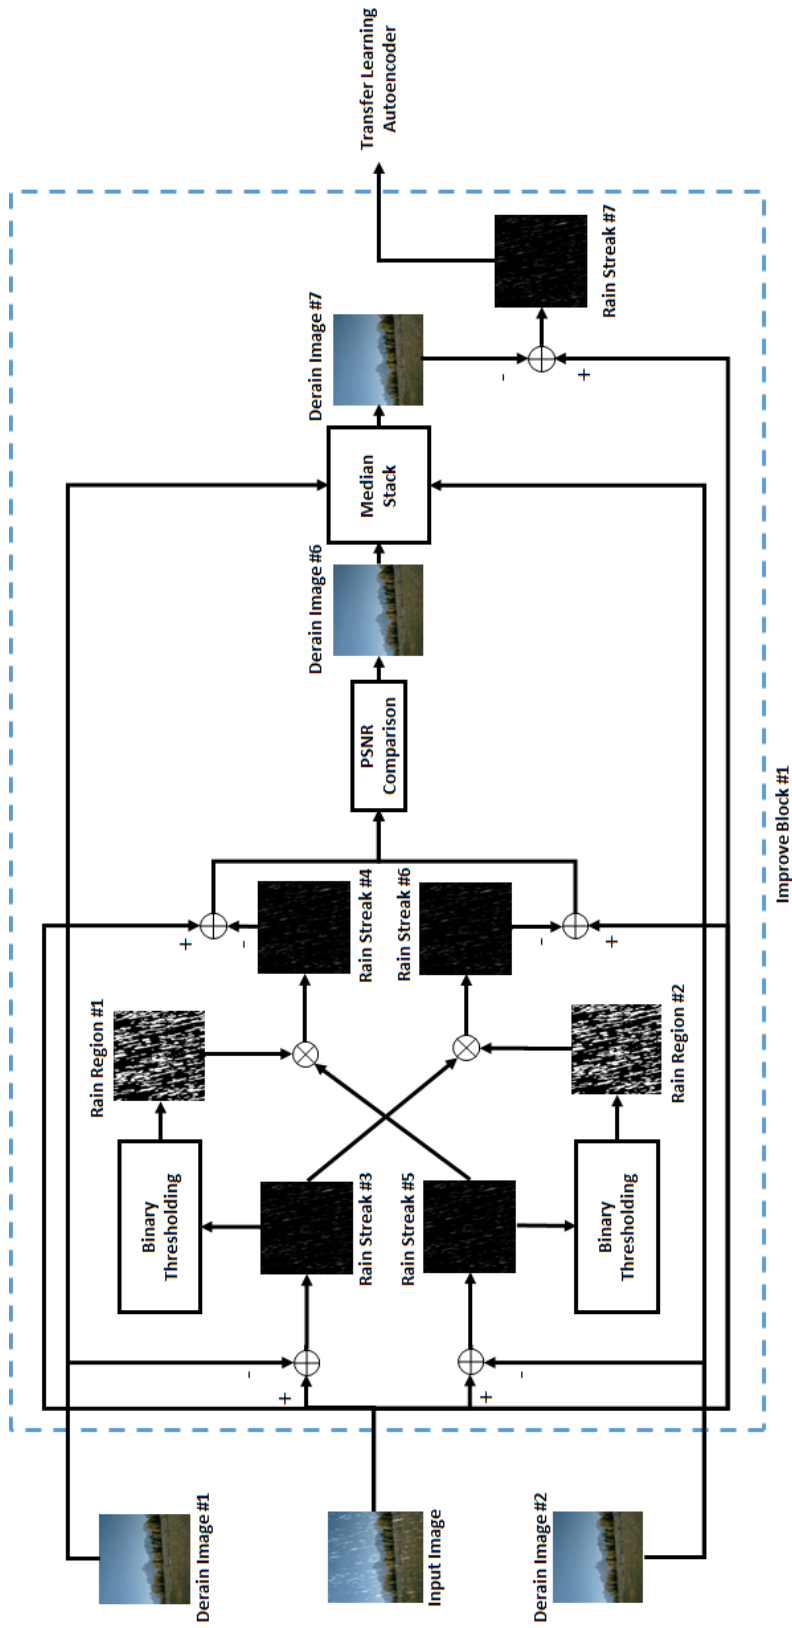 Derain Image #1
Input Image
Derain Image #2
+
-
+
-
Binary
Thresholding
Rain Streak #3
Rain Streak #5
Binary
Thresholding
Rain Region #1
Rain Region #2
+
-
Rain Streak #4
Rain Streak #6
-
+
PSNR
Comparison
Derain Image #6
Median
Stack
Derain Image #7
-
+
Rain Streak #7
Transfer Learning
Autoencoder
Improve Block #1